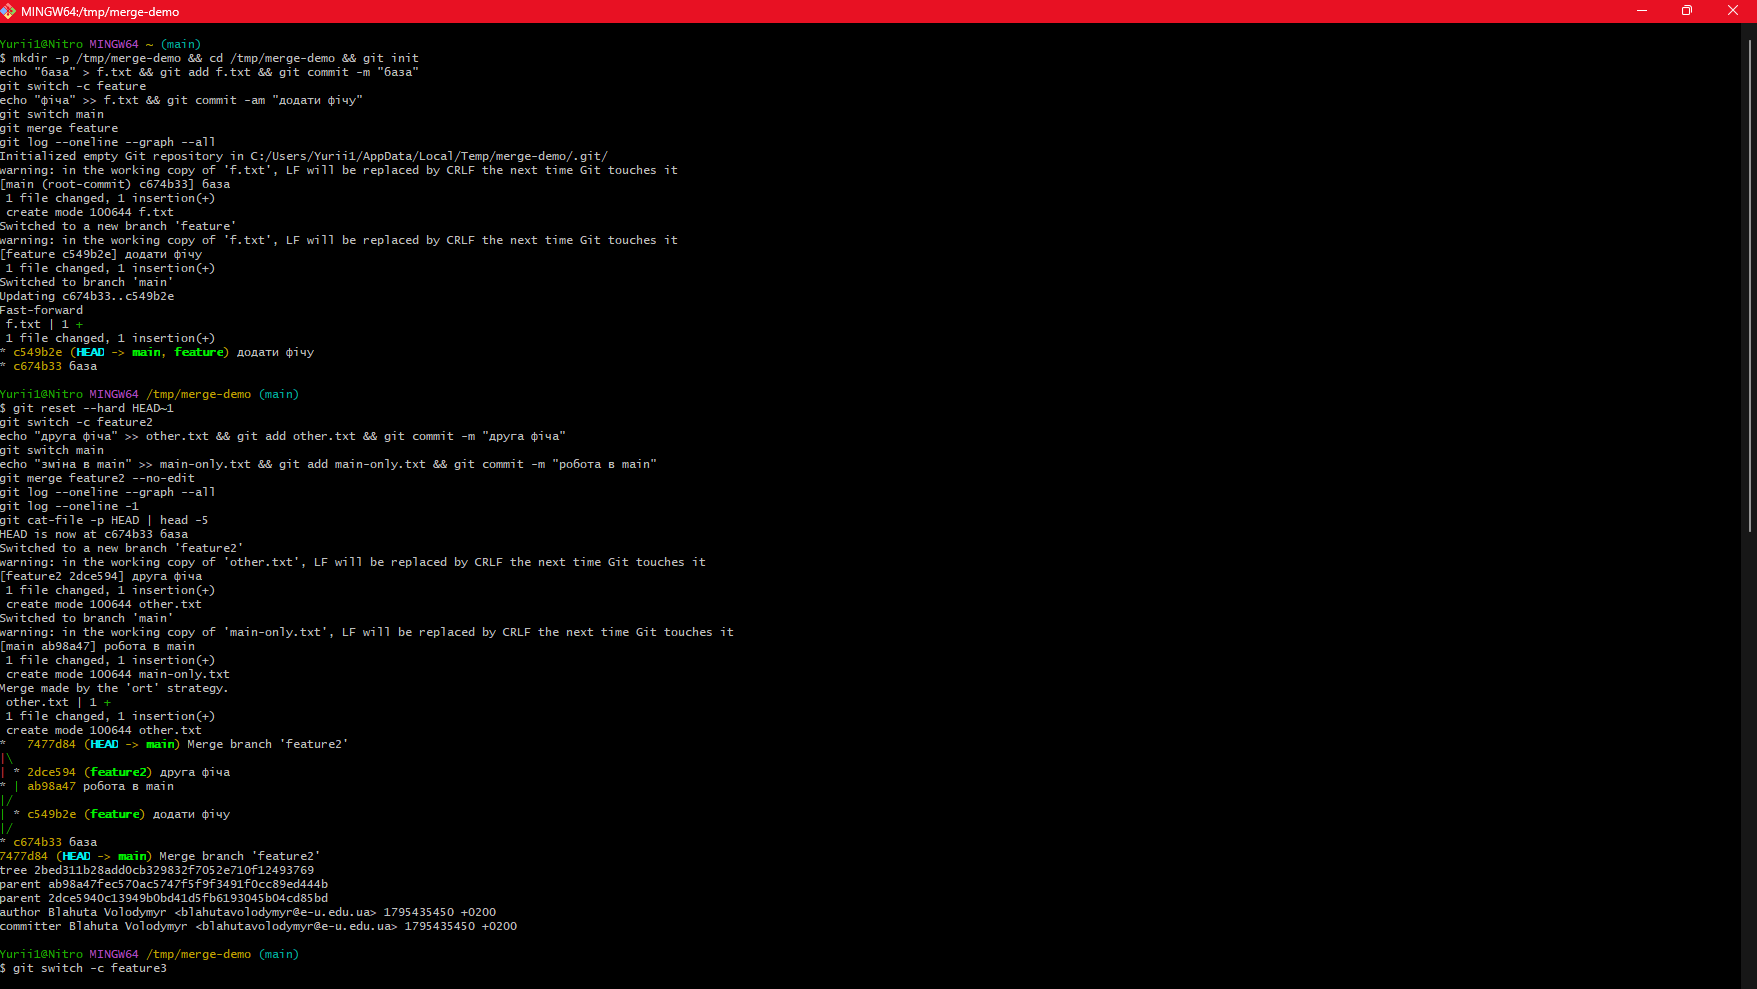 MINGW64:/tmp/merge-demo
Yurii1@Nitro MINGW64 ~ (main)
$ mkdir -p /tmp/merge-demo && cd /tmp/merge-demo && git init
echo "база" > f.txt && git add f.txt && git commit -m "база"
git switch -c feature
echo "фіча" >> f.txt && git commit -am "додати фічу"
git switch main
git merge feature
git log --oneline --graph --all
Initialized empty Git repository in C:/Users/Yurii1/AppData/Local/Temp/merge-demo/.git/
warning: in the working copy of 'f.txt', LF will be replaced by CRLF the next time Git touches it
[main (root-commit) c674b33] база
 1 file changed, 1 insertion(+)
 create mode 100644 f.txt
Switched to a new branch 'feature'
warning: in the working copy of 'f.txt', LF will be replaced by CRLF the next time Git touches it
[feature c549b2e] додати фічу
 1 file changed, 1 insertion(+)
Switched to branch 'main'
Updating c674b33..c549b2e
Fast-forward
 f.txt | 1 +
 1 file changed, 1 insertion(+)
* c549b2e (HEAD -> main, feature) додати фічу
* c674b33 база
Yurii1@Nitro MINGW64 /tmp/merge-demo (main)
$ git reset --hard HEAD~1
git switch -c feature2
echo "друга фіча" >> other.txt && git add other.txt && git commit -m "друга фіча"
git switch main
echo "зміна в main" >> main-only.txt && git add main-only.txt && git commit -m "робота в main"
git merge feature2 --no-edit
git log --oneline --graph --all
git log --oneline -1
git cat-file -p HEAD | head -5
HEAD is now at c674b33 база
Switched to a new branch 'feature2'
warning: in the working copy of 'other.txt', LF will be replaced by CRLF the next time Git touches it
[feature2 2dce594] друга фіча
 1 file changed, 1 insertion(+)
 create mode 100644 other.txt
Switched to branch 'main'
warning: in the working copy of 'main-only.txt', LF will be replaced by CRLF the next time Git touches it
[main ab98a47] робота в main
 1 file changed, 1 insertion(+)
 create mode 100644 main-only.txt
Merge made by the 'ort' strategy.
 other.txt | 1 +
 1 file changed, 1 insertion(+)
 create mode 100644 other.txt
*   7477d84 (HEAD -> main) Merge branch 'feature2'
|\
| * 2dce594 (feature2) друга фіча
* | ab98a47 робота в main
|/
| * c549b2e (feature) додати фічу
|/
* c674b33 база
7477d84 (HEAD -> main) Merge branch 'feature2'
tree 2bed311b28add0cb329832f7052e710f12493769
parent ab98a47fec570ac5747f5f9f3491f0cc89ed444b
parent 2dce5940c13949b0bd41d5fb6193045b04cd85bd
author Blahuta Volodymyr <blahutavolodymyr@e-u.edu.ua> 1795435450 +0200
committer Blahuta Volodymyr <blahutavolodymyr@e-u.edu.ua> 1795435450 +0200
Yurii1@Nitro MINGW64 /tmp/merge-demo (main)
$ git switch -c feature3